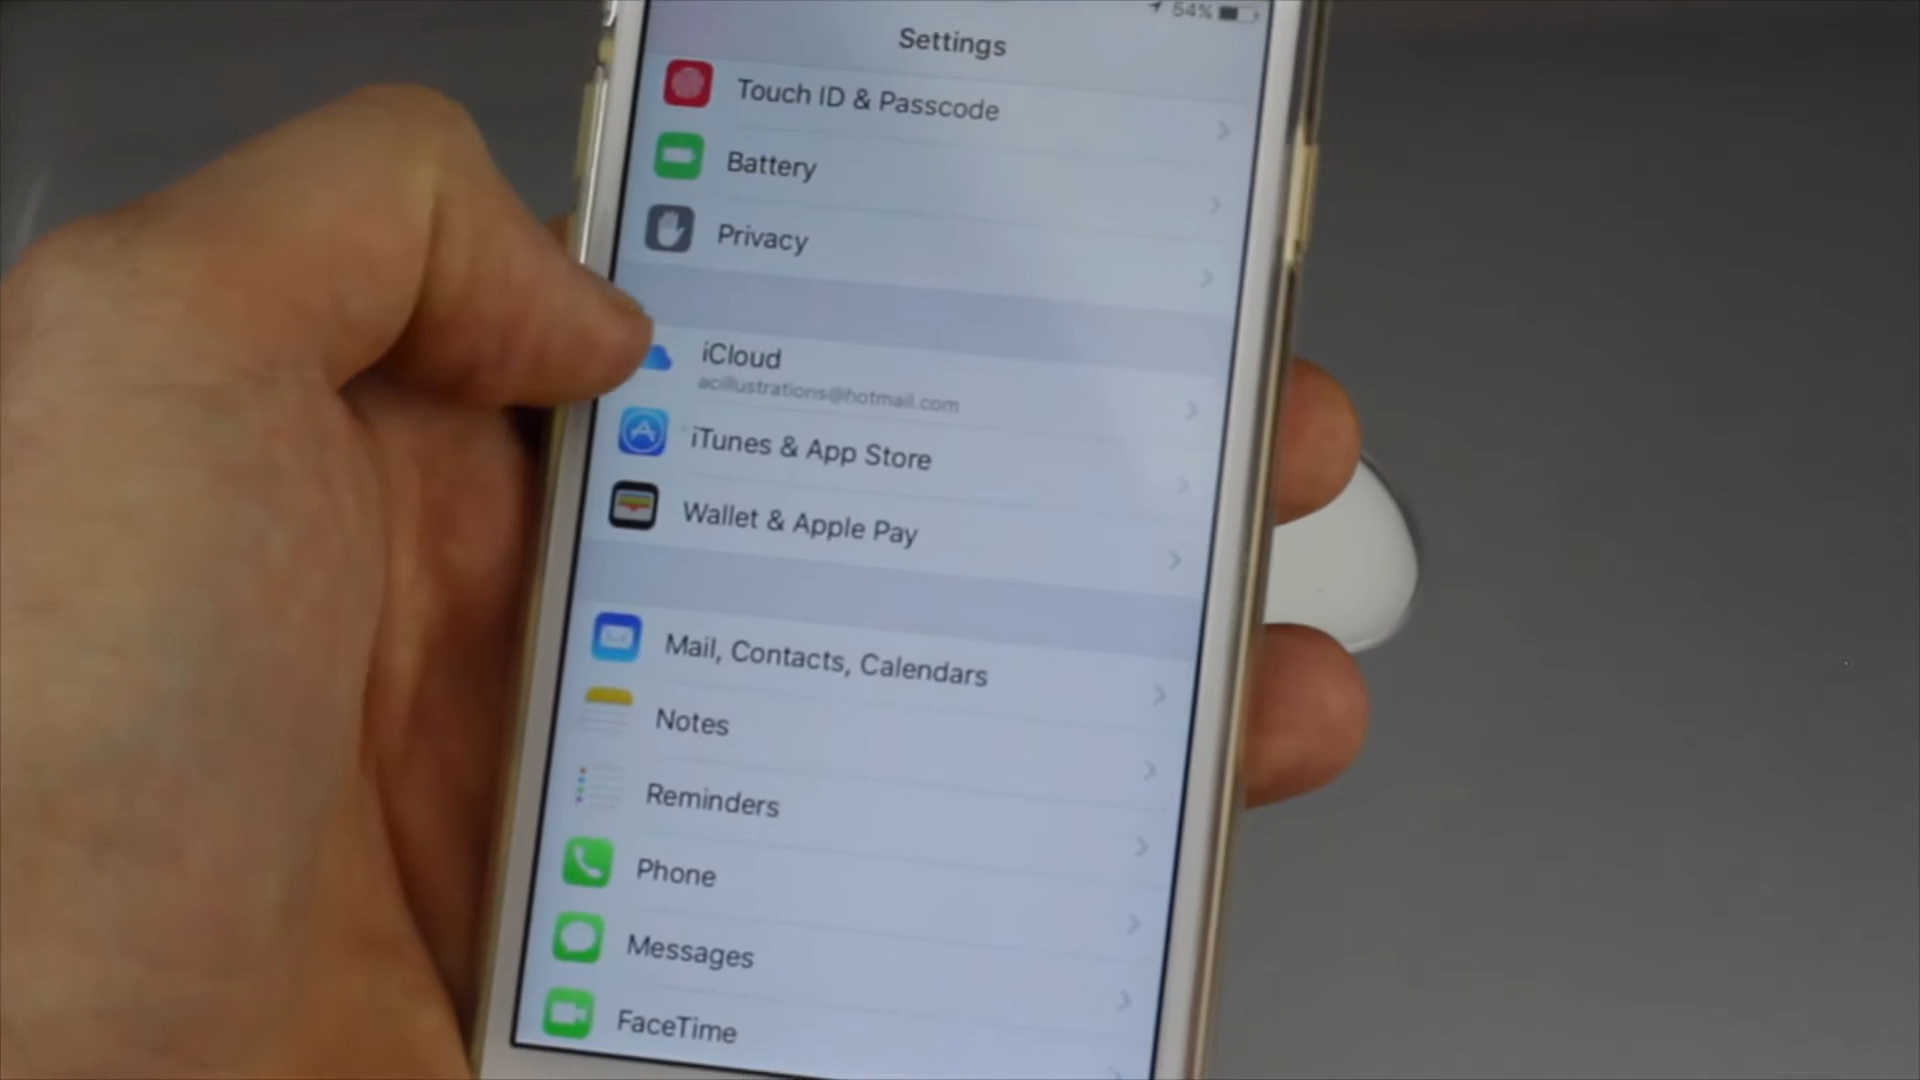 54%
Settings
Touch ID & Passcode
Battery
Privacy
iCloud
acillustrations@hotmail.com
iTunes & App Store
Wallet & Apple Pay
Mail, Contacts, Calendars
Notes
Reminders
Phone
Messages
FaceTime